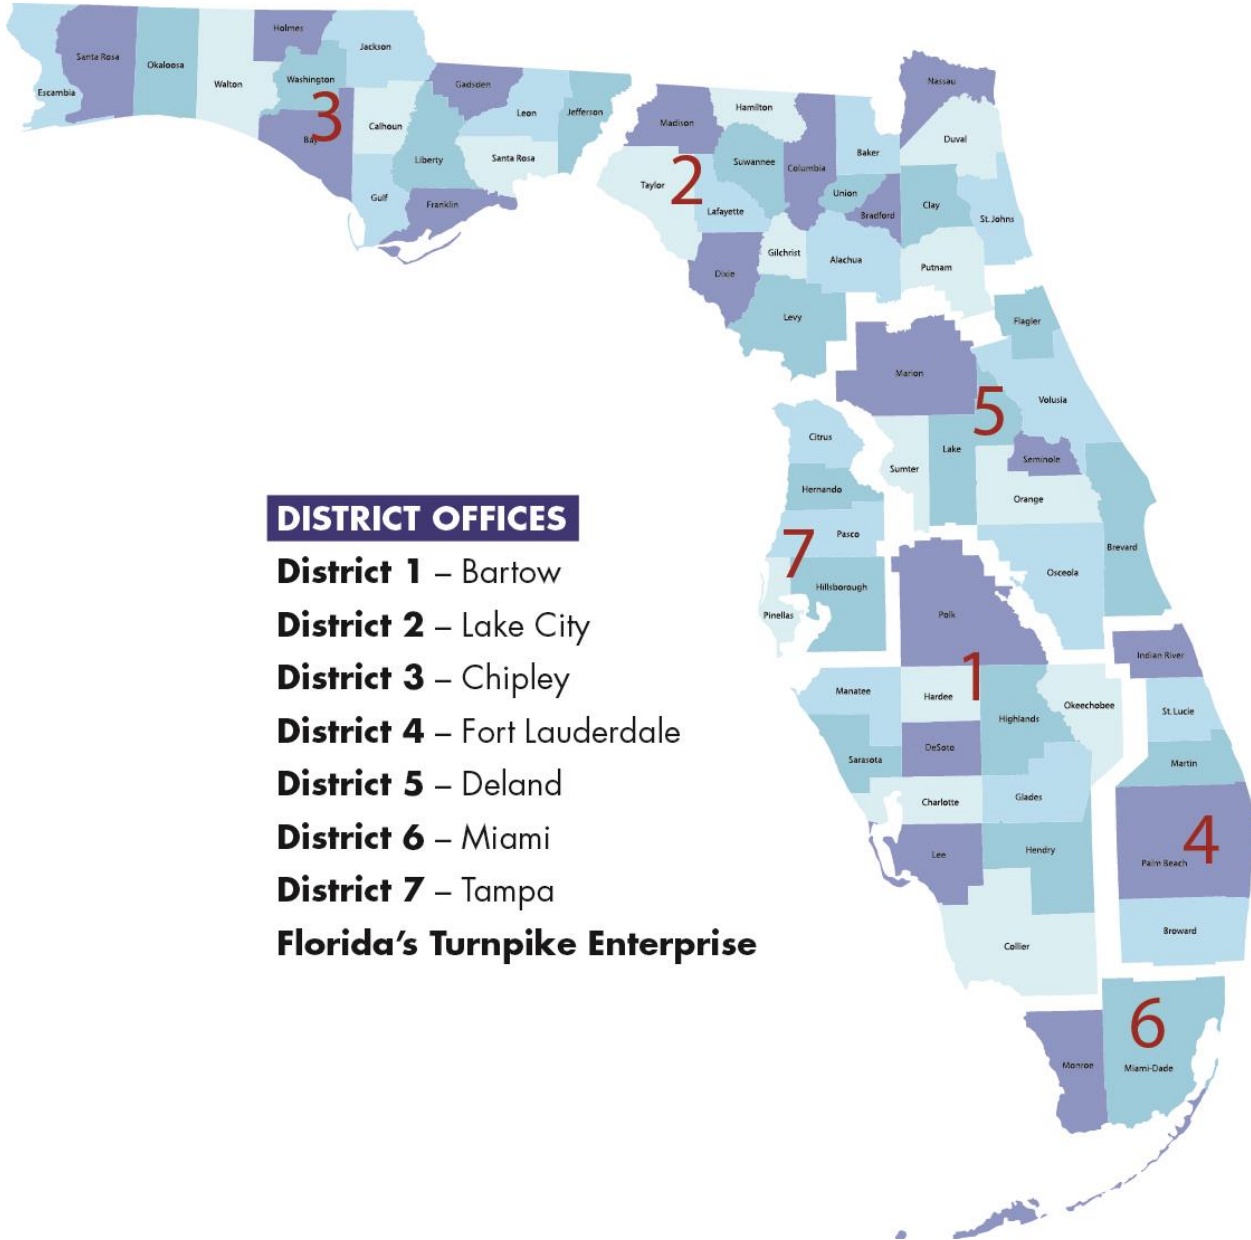 Holmes
Jackson
Santa Rosa
Okaloosa
Walton
Washington
Gadsden
Escambia
Leon
Jefferson
3
Bay
Calhoun
Liberty
Santa Rosa
Gulf
Franklin
Nassau
Hamilton
Madison
Duval
Baker
Suwannee
Columbia
2
Taylor
Union
Clay
Lafayette
Bradford
St. Johns
Gilchrist
Alachua
Putnam
Dixie
Levy
Flagler
Marion
Volusia
5
Citrus
Lake
Seminole
Sumter
Hernando
Orange
Pasco
7
Brevard
Osceola
Hillsborough
Pinellas
Polk
Indian River
1
Manatee
Hardee
Okeechobee
St. Lucie
Highlands
DeSoto
Sarasota
Martin
Charlotte
Glades
4
Lee
Hendry
Palm Beach
Broward
Collier
6
Monroe
Miami-Dade
DISTRICT OFFICES
District 1 – Bartow
District 2 – Lake City
District 3 – Chipley
District 4 – Fort Lauderdale
District 5 – Deland
District 6 – Miami
District 7 – Tampa
Florida's Turnpike Enterprise